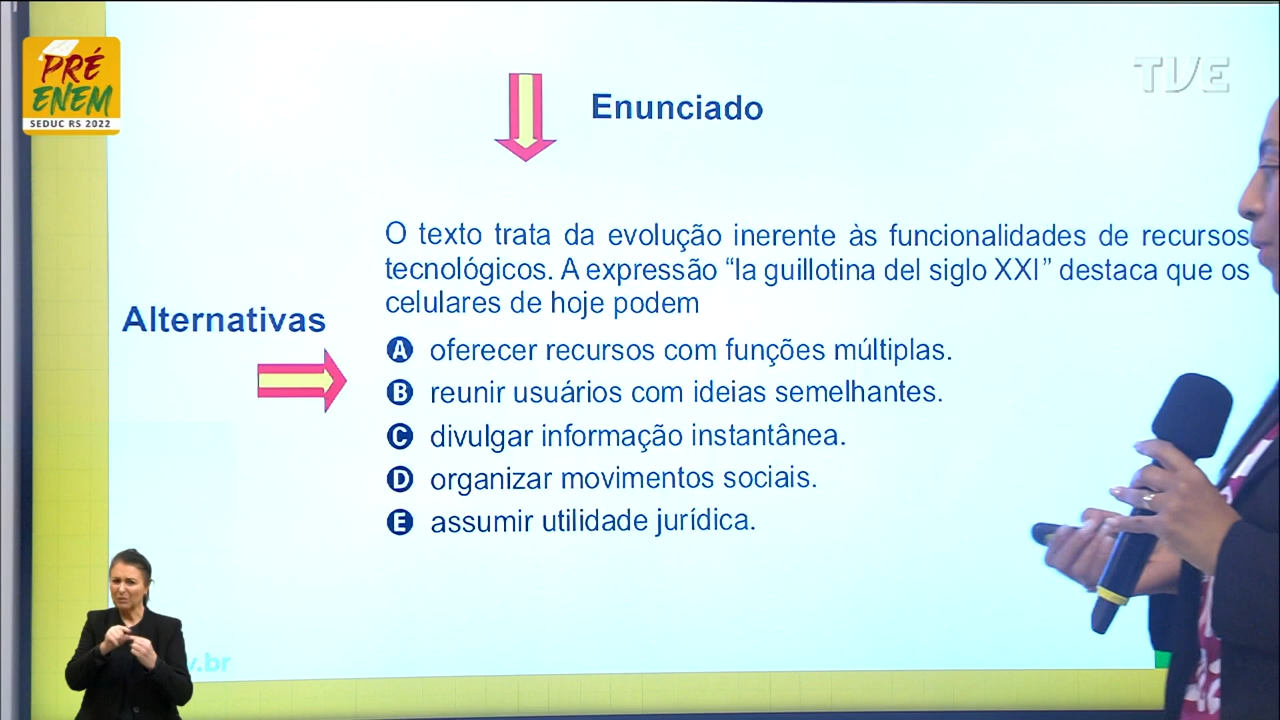 PRÉ
ENEM
SEDUC RS 2022
TVE
Enunciado
O texto trata da evolução inerente às funcionalidades de recursos
tecnológicos. A expressão “la guillotina del siglo XXI” destaca que os
celulares de hoje podem
Alternativas
A oferecer recursos com funções múltiplas.
B reunir usuários com ideias semelhantes.
C divulgar informação instantânea.
D organizar movimentos sociais.
E assumir utilidade jurídica.
v.br